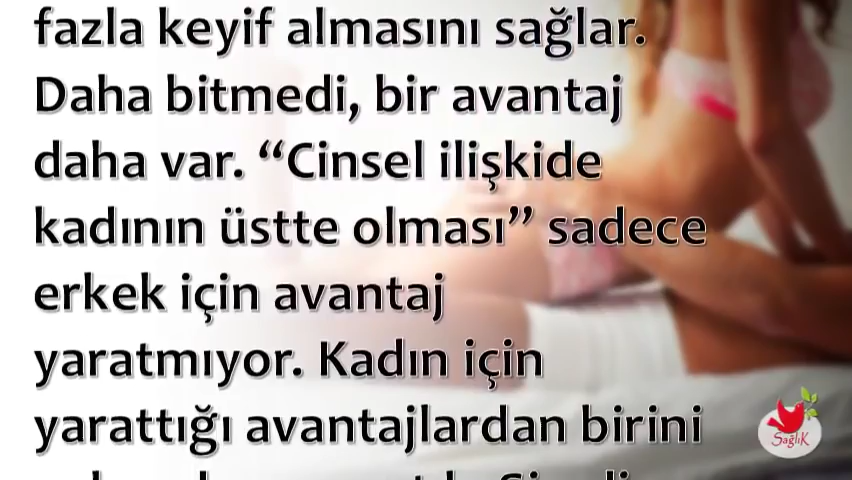 fazla keyif almasını sağlar.
Daha bitmedi, bir avantaj
daha var. “Cinsel ilişkide
kadının üstte olması” sadece
erkek için avantaj
yaratmıyor. Kadın için
yarattığı avantajlardan birini
Sağlık